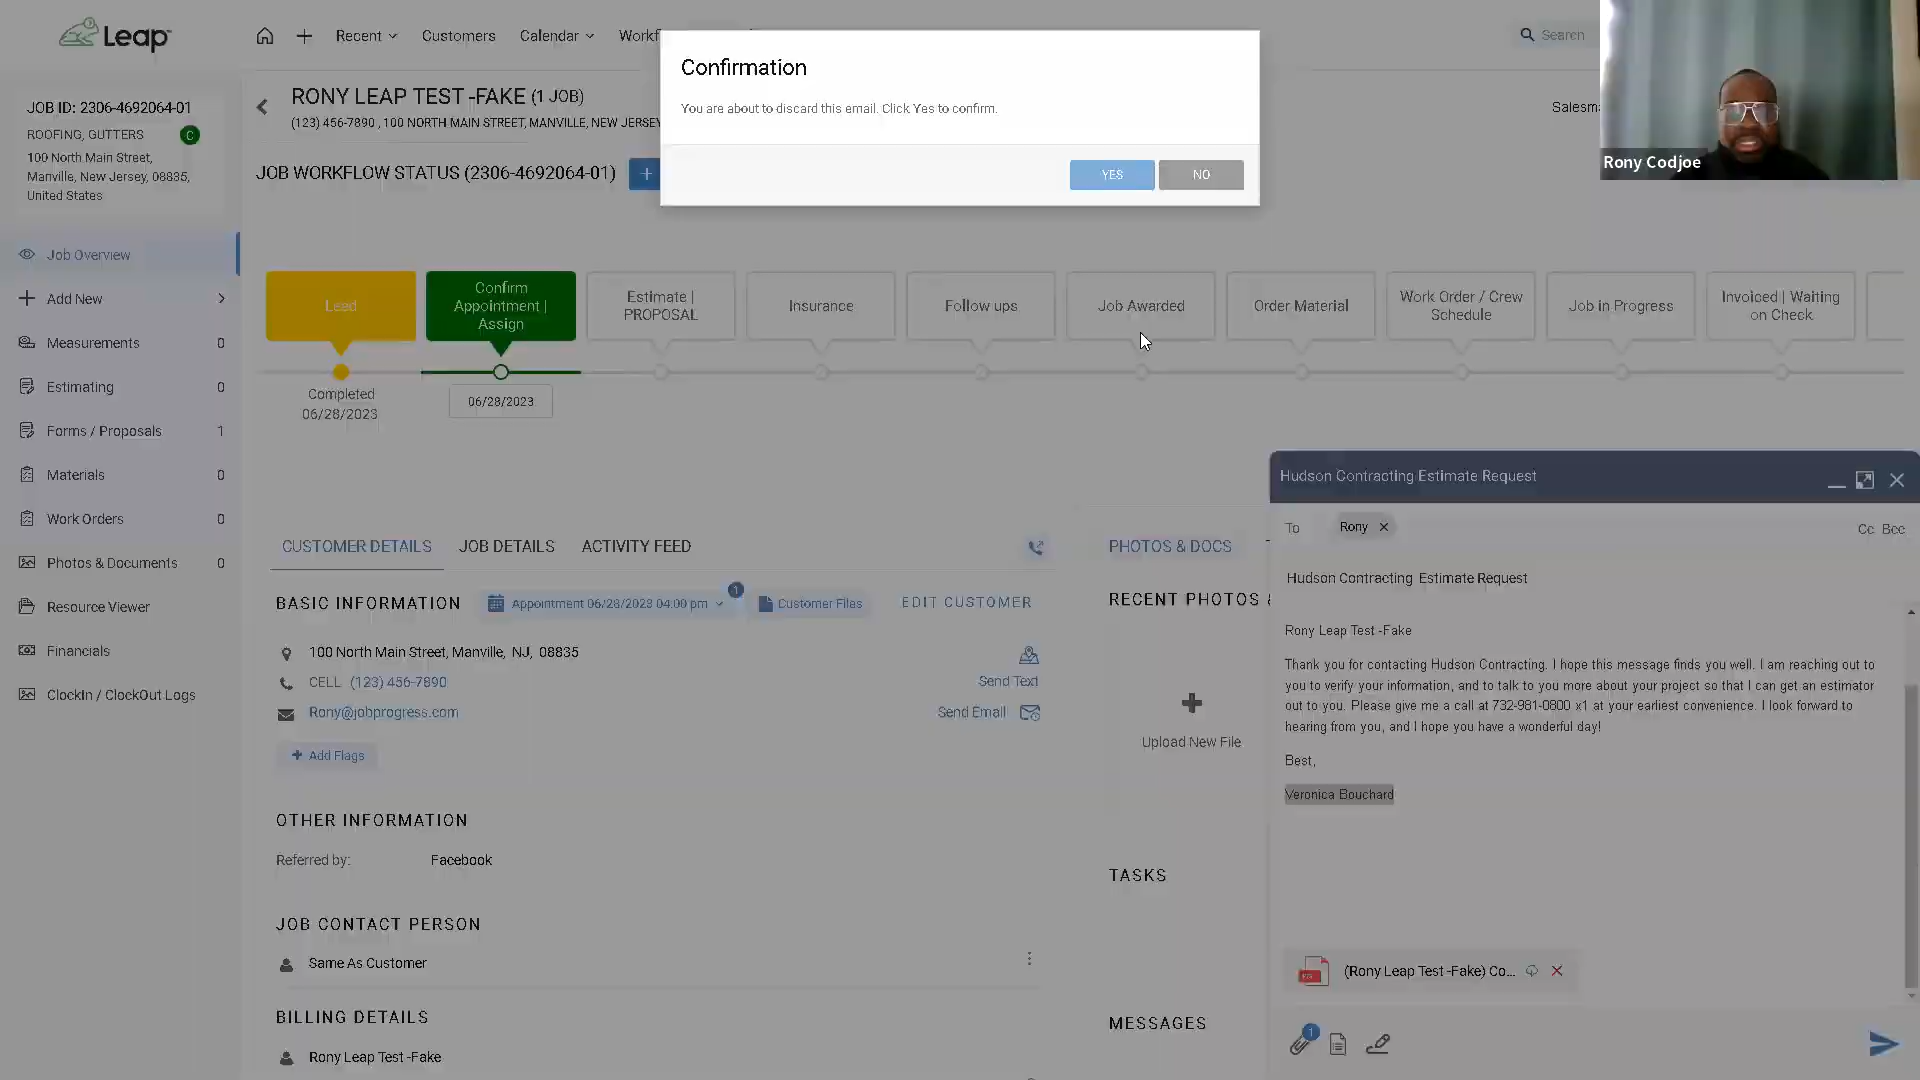 Leap
Recent
Customers
Calendar
Search
JOB ID: 2306-4692064-01
ROOFING, GUTTERS
C
100 North Main Street,
Manville, New Jersey, 08835,
United States
Job Overview
Add New
Measurements 0
Estimating 0
Forms / Proposals 1
Materials 0
Work Orders 0
Photos & Documents 0
Resource Viewer
Financials
ClockIn / ClockOut Logs
RONY LEAP TEST -FAKE (1 JOB)
(123) 456-7890 , 100 NORTH MAIN STREET, MANVILLE, NEW JERSEY
JOB WORKFLOW STATUS (2306-4692064-01)
Confirmation
You are about to discard this email. Click Yes to confirm.
YES
NO
Rony Codjoe
Lead
Confirm
Appointment |
Assign
Estimate |
PROPOSAL
Insurance
Follow ups
Job Awarded
Order Material
Work Order / Crew
Schedule
Job in Progress
Invoiced | Waiting
on Check
Completed
06/28/2023
06/28/2023
CUSTOMER DETAILS
JOB DETAILS
ACTIVITY FEED
BASIC INFORMATION
Appointment 06/28/2023 04:00 pm
1
Customer Files
EDIT CUSTOMER
100 North Main Street, Manville, NJ, 08835
CELL (123) 456-7890
Send Text
Rony@jobprogress.com
Send Email
Add Flags
OTHER INFORMATION
Referred by: Facebook
JOB CONTACT PERSON
Same As Customer
BILLING DETAILS
Rony Leap Test -Fake
PHOTOS & DOCS
RECENT PHOTOS
Upload New File
TASKS
MESSAGES
Hudson Contracting Estimate Request
To Rony
Cc Bcc
Hudson Contracting Estimate Request
Rony Leap Test -Fake
Thank you for contacting Hudson Contracting. I hope this message finds you well. I am reaching out to
you to verify your information, and to talk to you more about your project so that I can get an estimator
out to you. Please give me a call at 732-981-0800 x1 at your earliest convenience. I look forward to
hearing from you, and I hope you have a wonderful day!
Best,
Veronica Bouchard
(Rony Leap Test -Fake) Co...
1